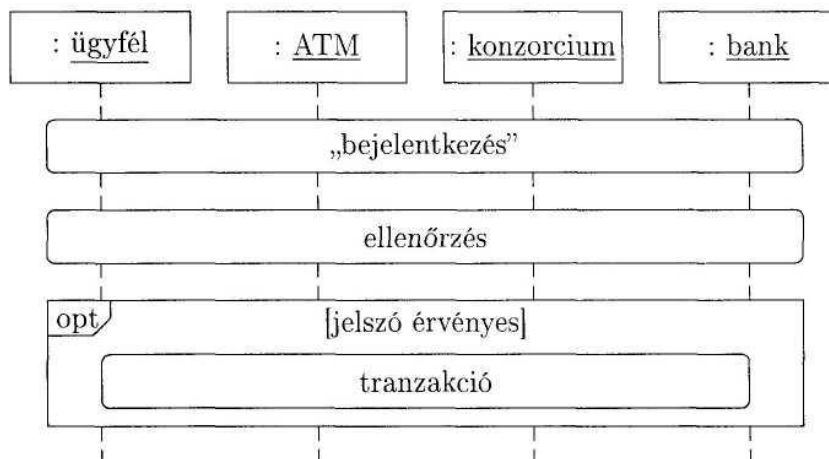 : ügyfél
: ATM
: konzorcium
: bank
„bejelentkezés”
ellenőrzés
opt
[jelszó érvényes]
tranzakció